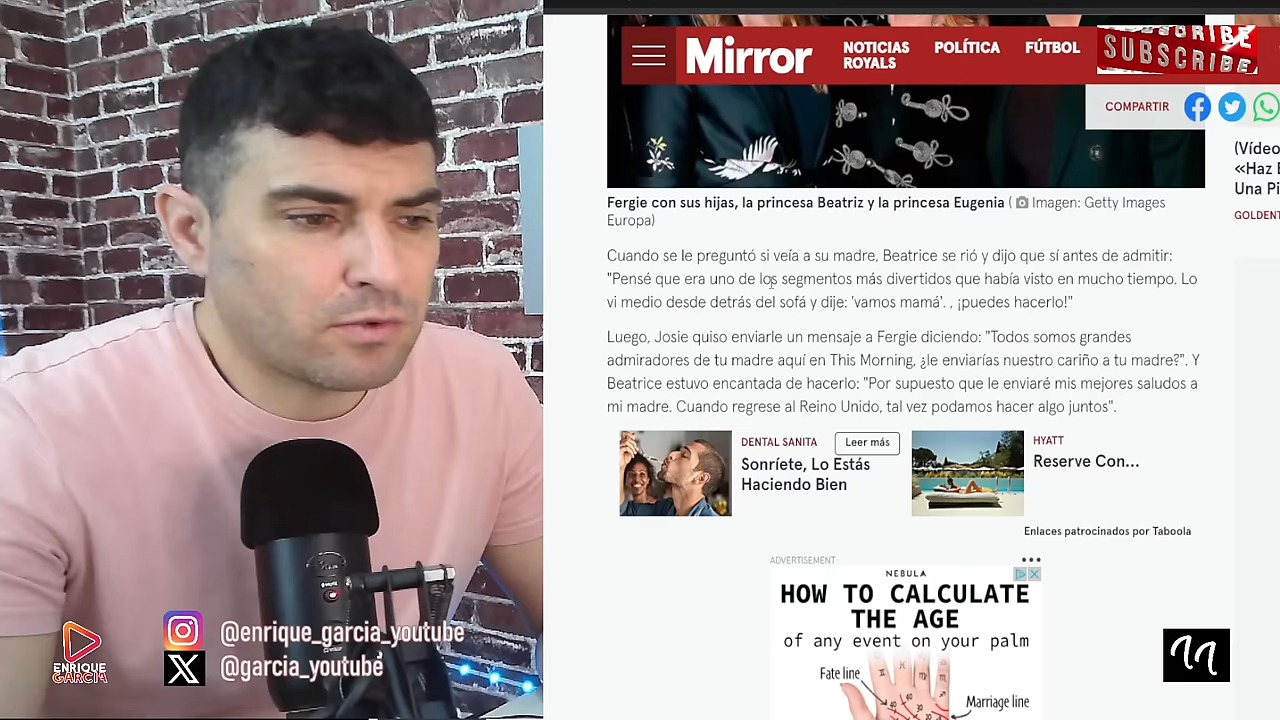 Mirror
NOTICIAS
ROYALS
POLÍTICA
FÚTBOL
SUBSCRIBE
SUBSCRIBE
COMPARTIR
(Vídeo
«Haz E
Una Pi
GOLDENT
Fergie con sus hijas, la princesa Beatriz y la princesa Eugenia ( Imagen: Getty Images
Europa)
Cuando se le preguntó si veía a su madre, Beatrice se rió y dijo que sí antes de admitir:
"Pensé que era uno de los segmentos más divertidos que había visto en mucho tiempo. Lo
vi medio desde detrás del sofá y dije: 'vamos mamá'. , ¡puedes hacerlo!"
Luego, Josie quiso enviarle un mensaje a Fergie diciendo: "Todos somos grandes
admiradores de tu madre aquí en This Morning, ¿le enviarías nuestro cariño a tu madre?". Y
Beatrice estuvo encantada de hacerlo: "Por supuesto que le enviaré mis mejores saludos a
mi madre. Cuando regrese al Reino Unido, tal vez podamos hacer algo juntos".
DENTAL SANITA
Leer más
Sonríete, Lo Estás
Haciendo Bien
HYATT
Reserve Con...
Enlaces patrocinados por Taboola
ADVERTISEMENT
NEBULA
HOW TO CALCULATE
THE AGE
of any event on your palm
Fate line
Marriage line
ENRIQUE
GARCIA
@enrique_garcia_youtube
@garcia_youtube